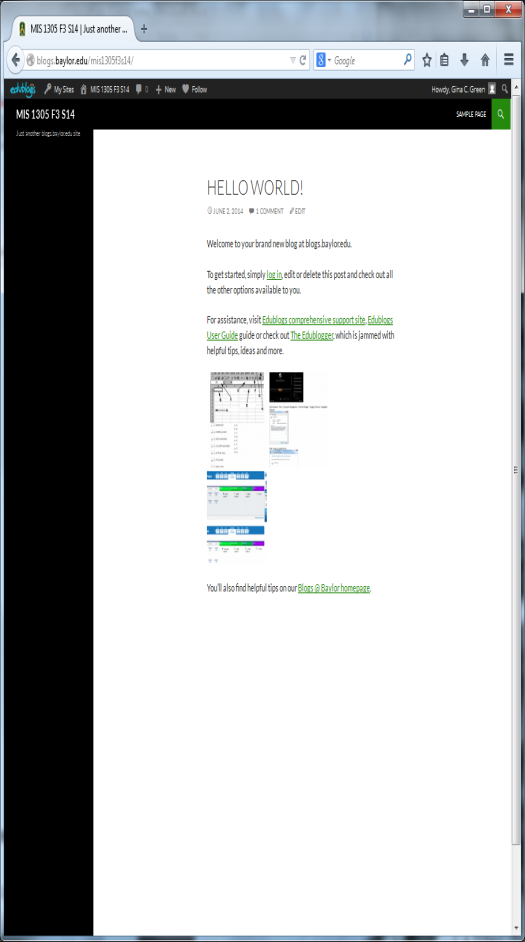 MIS 1305 F3 S14 | Just another ...
blogs.baylor.edu/mis1305f3s14/
Google
edublogs My Sites MIS 1305 F3 S14 0 New Follow Howdy, Gina C. Green
MIS 1305 F3 S14 SAMPLE PAGE
Just another blogs.baylor.edu site
HELLO WORLD!
JUNE 2, 2014 1 COMMENT EDIT
Welcome to your brand new blog at blogs.baylor.edu.
To get started, simply log in, edit or delete this post and check out all
the other options available to you.
For assistance, visit Edublogs comprehensive support site, Edublogs
User Guide guide or check out The Edublogger, which is jammed with
helpful tips, ideas and more.
You'll also find helpful tips on our Blogs @ Baylor homepage.